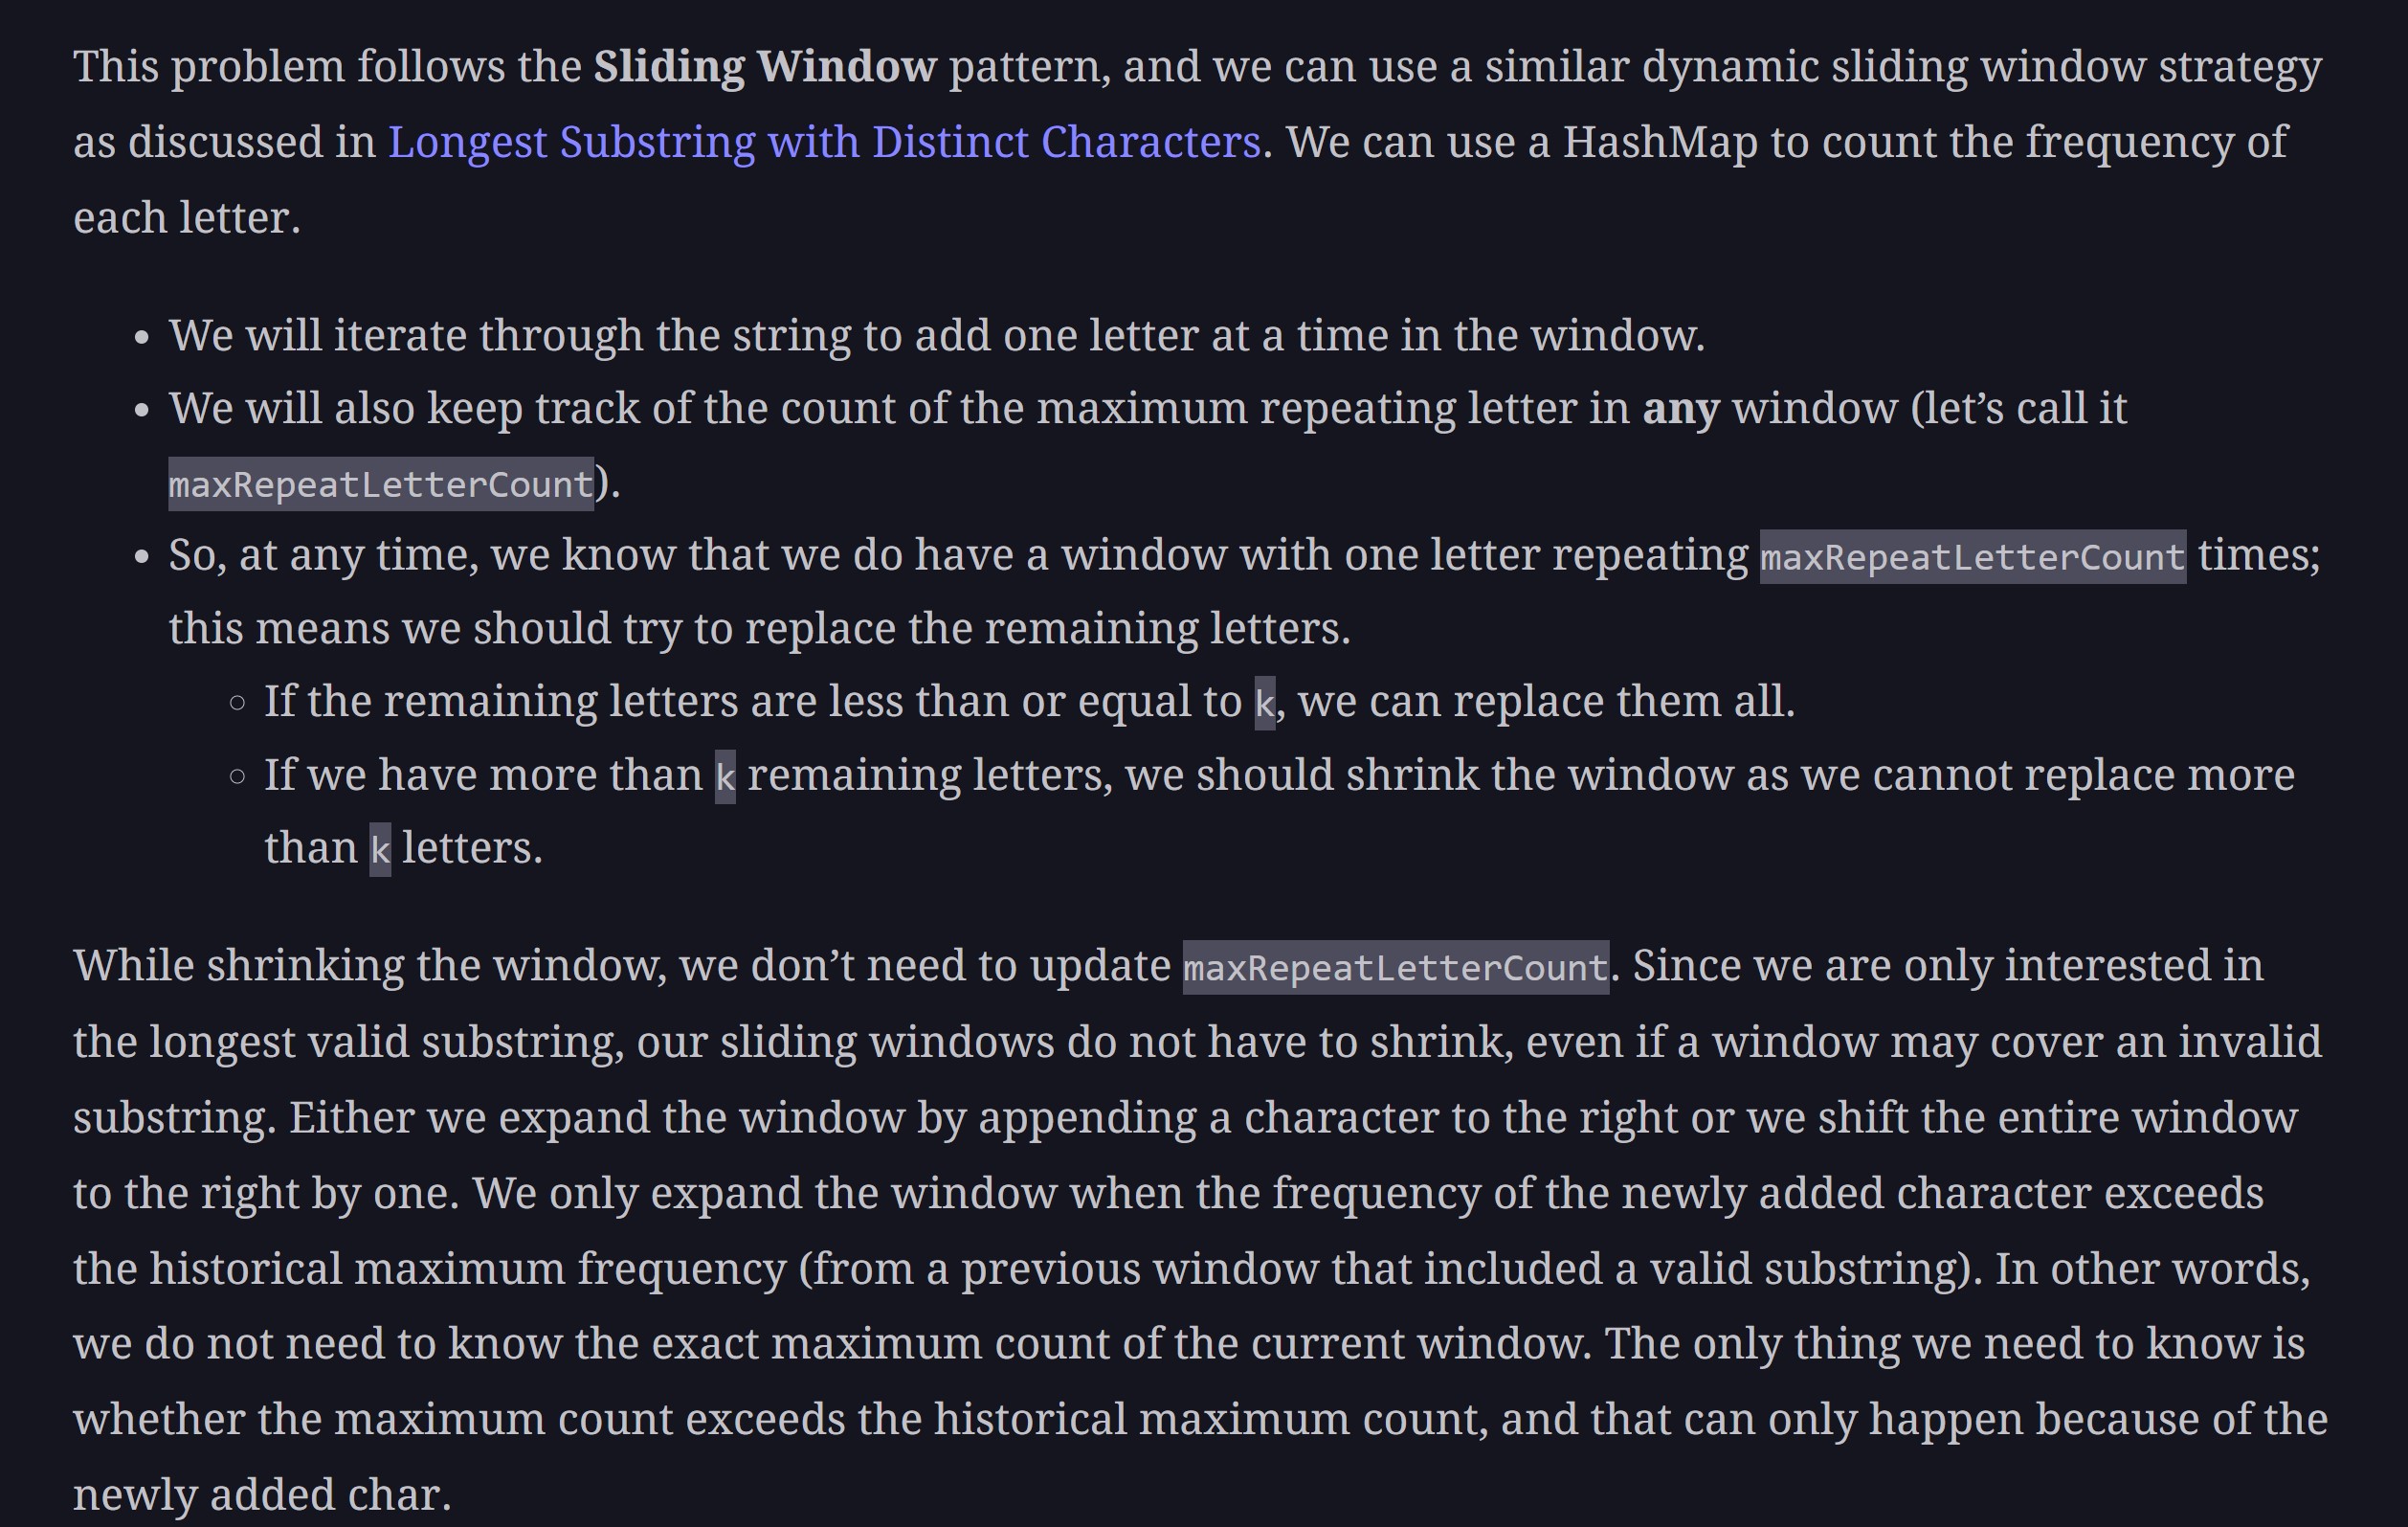 This problem follows the Sliding Window pattern, and we can use a similar dynamic sliding window strategy
as discussed in Longest Substring with Distinct Characters. We can use a HashMap to count the frequency of
each letter.
• We will iterate through the string to add one letter at a time in the window.
• We will also keep track of the count of the maximum repeating letter in any window (let’s call it
maxRepeatLetterCount).
• So, at any time, we know that we do have a window with one letter repeating maxRepeatLetterCount times;
this means we should try to replace the remaining letters.
◦ If the remaining letters are less than or equal to k, we can replace them all.
◦ If we have more than k remaining letters, we should shrink the window as we cannot replace more
than k letters.
While shrinking the window, we don’t need to update maxRepeatLetterCount. Since we are only interested in
the longest valid substring, our sliding windows do not have to shrink, even if a window may cover an invalid
substring. Either we expand the window by appending a character to the right or we shift the entire window
to the right by one. We only expand the window when the frequency of the newly added character exceeds
the historical maximum frequency (from a previous window that included a valid substring). In other words,
we do not need to know the exact maximum count of the current window. The only thing we need to know is
whether the maximum count exceeds the historical maximum count, and that can only happen because of the
newly added char.